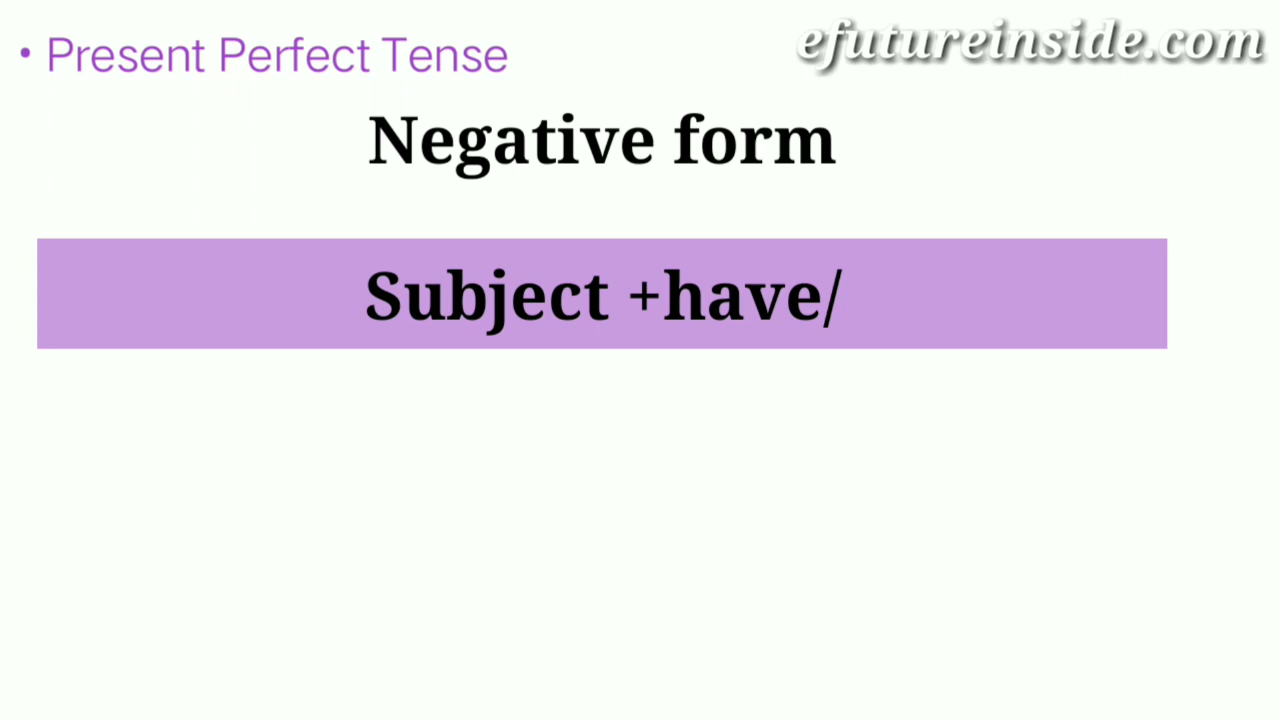 • Present Perfect Tense
efutureinside.com
Negative form
Subject +have/